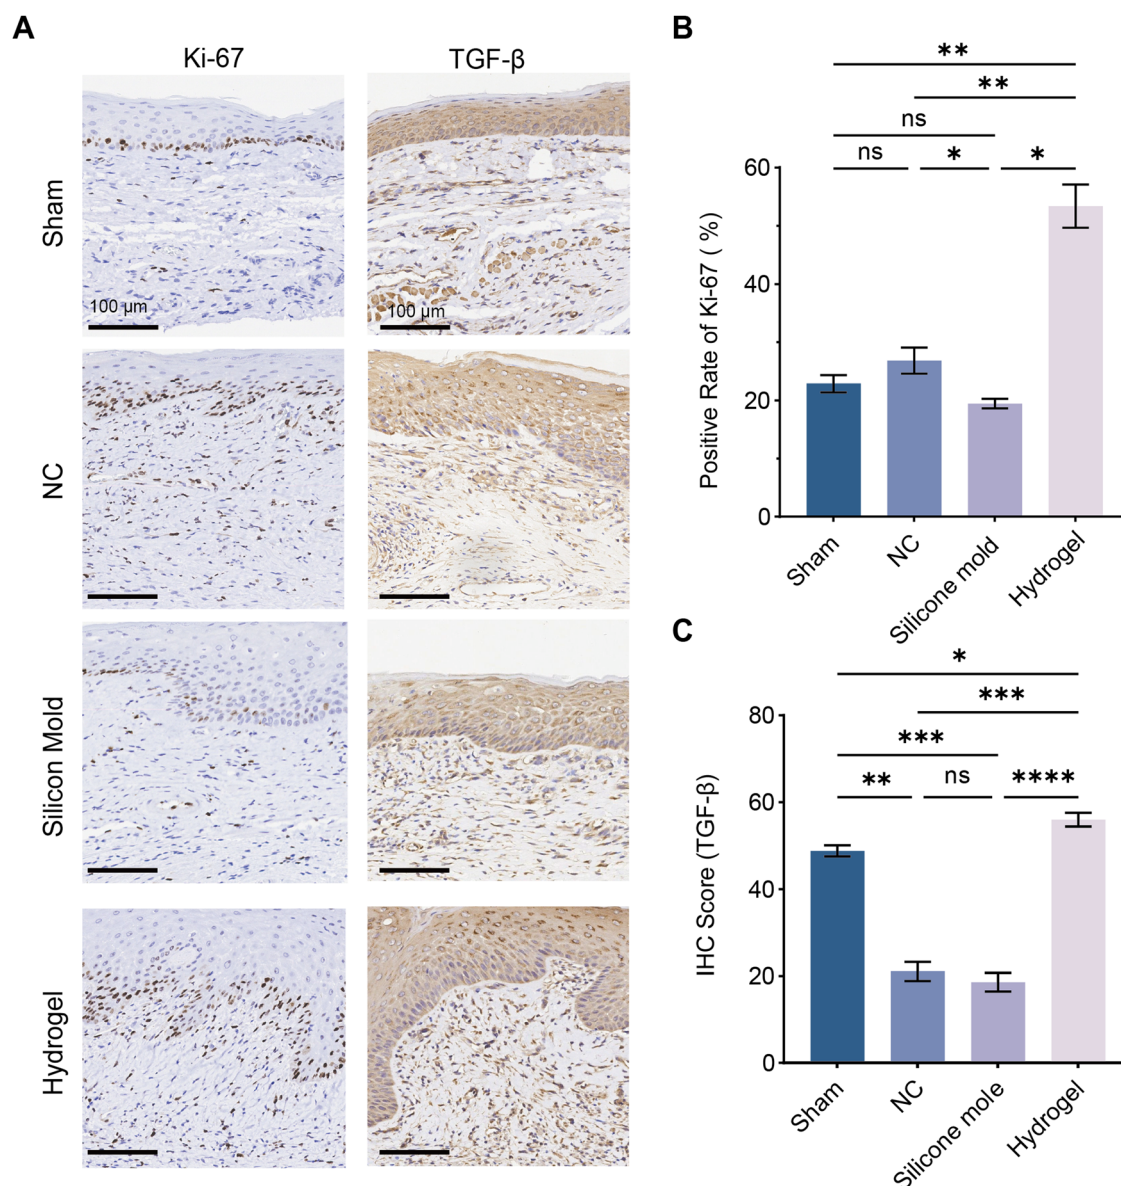 A
Ki-67
TGF-β
Sham
100 μm
100 μm
NC
Silicon Mold
Hydrogel
B
**
**
ns
ns
*
*
Positive Rate of Ki-67 ( %)
60
40
20
0
Sham
NC
Silicone mold
Hydrogel
C
*
***
***
**
ns
****
IHC Score (TGF-β)
80
60
40
20
0
Sham
NC
Silicone mole
Hydrogel